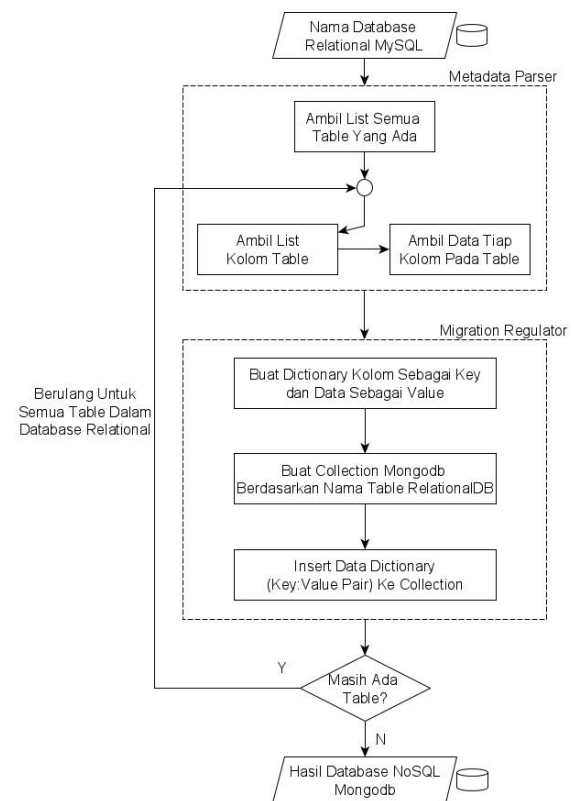 Nama Database
Relational MySQL
Metadata Parser
Ambil List Semua
Table Yang Ada
Ambil List
Kolom Table
Ambil Data Tiap
Kolom Pada Table
Migration Regulator
Buat Dictionary Kolom Sebagai Key
dan Data Sebagai Value
Berulang Untuk
Semua Table Dalam
Database Relational
Buat Collection Mongodb
Berdasarkan Nama Table RelationalDB
Insert Data Dictionary
(Key:Value Pair) Ke Collection
Y
Masih Ada
Table?
N
Hasil Database NoSQL
Mongodb